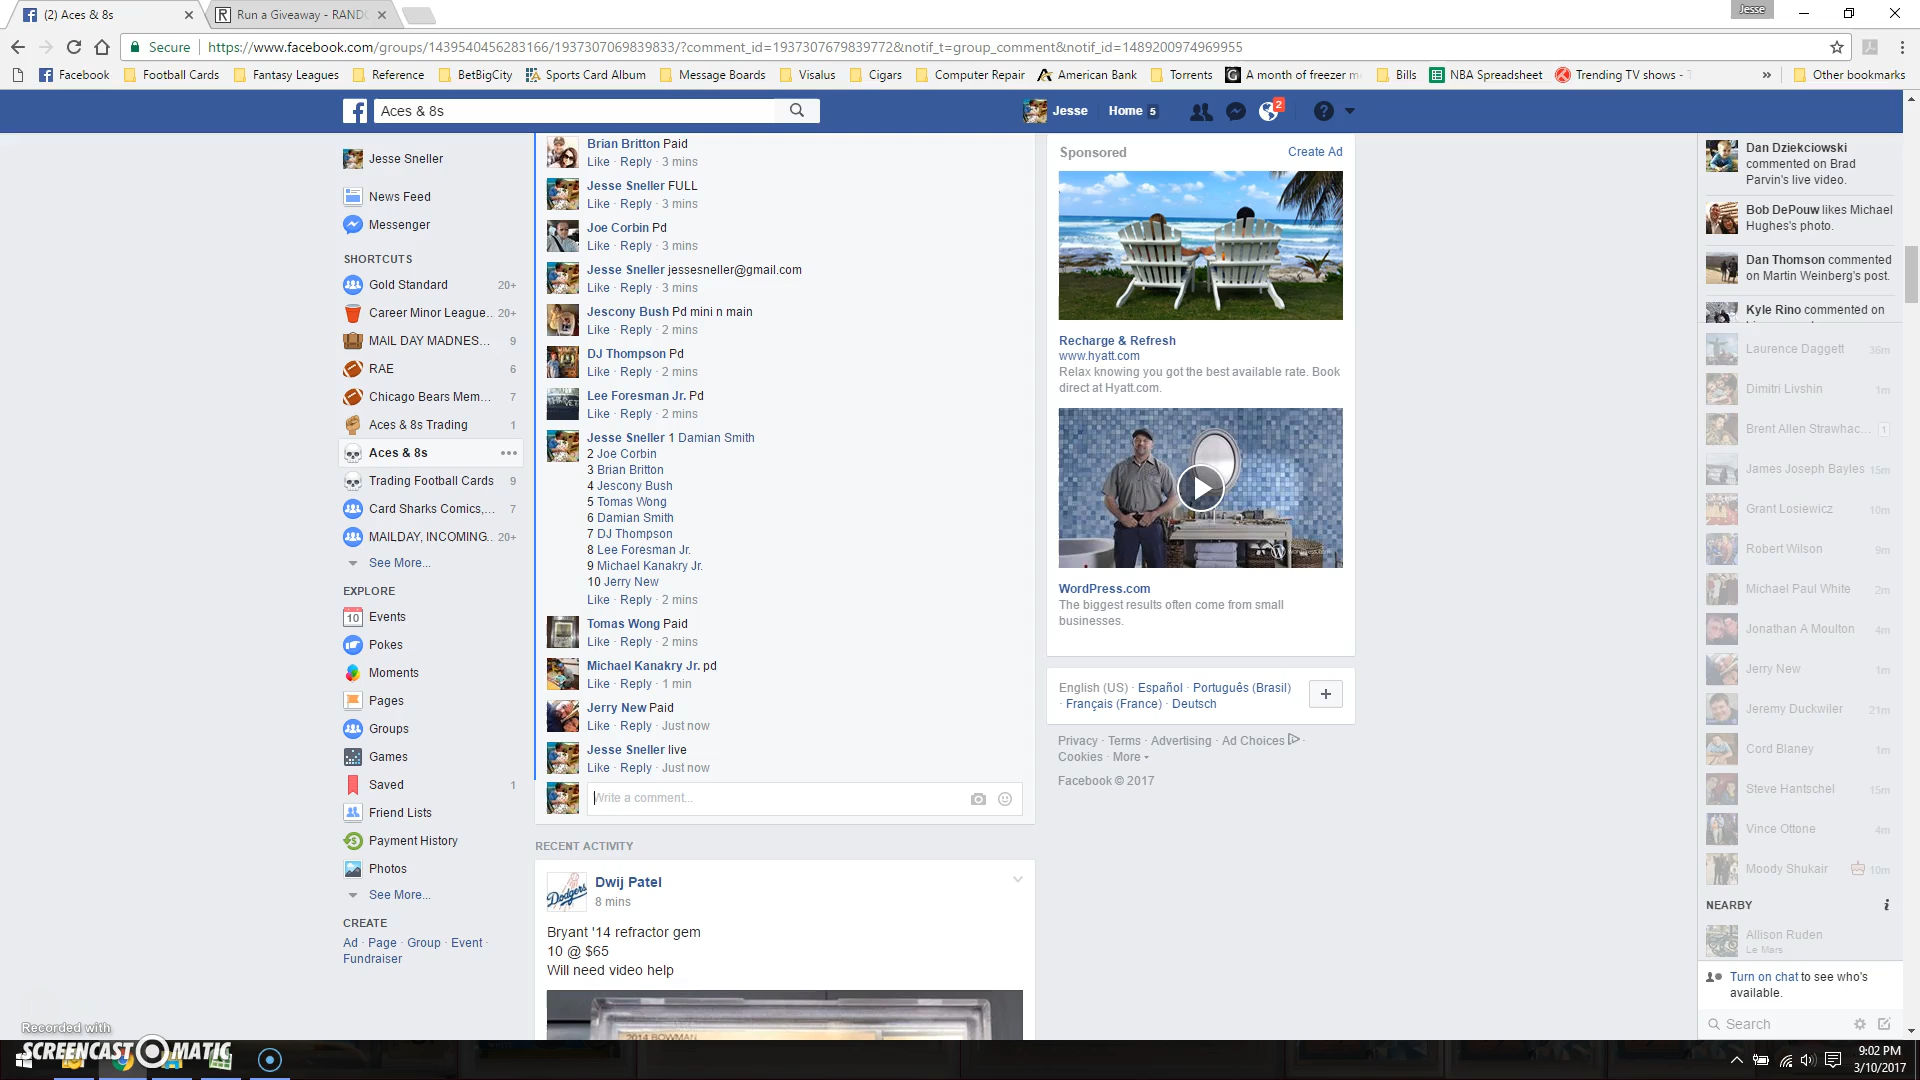 (2) Aces & 8s
Run a Giveaway - RAND
Jesse
Secure
https://www.facebook.com/groups/1439540456283166/1937307069839833/?comment_id=1937307679839772&notif_t=group_comment&notif_id=1489200974969955
Facebook
Football Cards
Fantasy Leagues
Reference
BetBigCity
Sports Card Album
Message Boards
Visalus
Cigars
Computer Repair
American Bank
Torrents
A month of freezer m
Bills
NBA Spreadsheet
Trending TV shows -
Other bookmarks
Aces & 8s
Jesse
Home 5
2
Jesse Sneller
News Feed
Messenger
SHORTCUTS
Gold Standard 20+
Career Minor League.. 20+
MAIL DAY MADNES... 9
RAE 6
Chicago Bears Mem... 7
Aces & 8s Trading 1
Aces & 8s
Trading Football Cards 9
Card Sharks Comics,... 7
MAILDAY, INCOMING.. 20+
See More...
EXPLORE
10 Events
Pokes
Moments
Pages
Groups
Games
Saved 1
Friend Lists
Payment History
Photos
See More...
CREATE
Ad · Page · Group · Event ·
Fundraiser
Brian Britton Paid
Like · Reply · 3 mins
Jesse Sneller FULL
Like · Reply · 3 mins
Joe Corbin Pd
Like · Reply · 3 mins
Jesse Sneller jessesneller@gmail.com
Like · Reply · 3 mins
Jescony Bush Pd mini n main
Like · Reply · 2 mins
DJ Thompson Pd
Like · Reply · 2 mins
Lee Foresman Jr. Pd
Like · Reply · 2 mins
Jesse Sneller 1 Damian Smith
2 Joe Corbin
3 Brian Britton
4 Jescony Bush
5 Tomas Wong
6 Damian Smith
7 DJ Thompson
8 Lee Foresman Jr.
9 Michael Kanakry Jr.
10 Jerry New
Like · Reply · 2 mins
Tomas Wong Paid
Like · Reply · 2 mins
Michael Kanakry Jr. pd
Like · Reply · 1 min
Jerry New Paid
Like · Reply · Just now
Jesse Sneller live
Like · Reply · Just now
Write a comment...
RECENT ACTIVITY
Dwij Patel
8 mins
Bryant '14 refractor gem
10 @ $65
Will need video help
2014 BOWMAN
Sponsored
Create Ad
Recharge & Refresh
www.hyatt.com
Relax knowing you got the best available rate. Book
direct at Hyatt.com.
WordPress.com
The biggest results often come from small
businesses.
English (US) · Español · Português (Brasil)
· Français (France) · Deutsch
Privacy · Terms · Advertising · Ad Choices ·
Cookies · More
Facebook © 2017
Dan Dziekciowski
commented on Brad
Parvin's live video.
Bob DePouw likes Michael
Hughes's photo.
Dan Thomson commented
on Martin Weinberg's post.
Kyle Rino commented on
Laurence Daggett 36m
Dimitri Livshin 1m
Brent Allen Strawhac... 1
James Joseph Bayles 15m
Grant Losiewicz 10m
Robert Wilson 9m
Michael Paul White 2m
Jonathan A Moulton 4m
Jerry New 1m
Jeremy Duckwiler 21m
Cord Blaney 1m
Steve Hantschel 15m
Vince Ottone 4m
Moody Shukair 10m
NEARBY
Allison Ruden
Le Mars
Turn on chat to see who's
available.
Search
Recorded with
SCREENCAST-O-MATIC
9:02 PM
3/10/2017